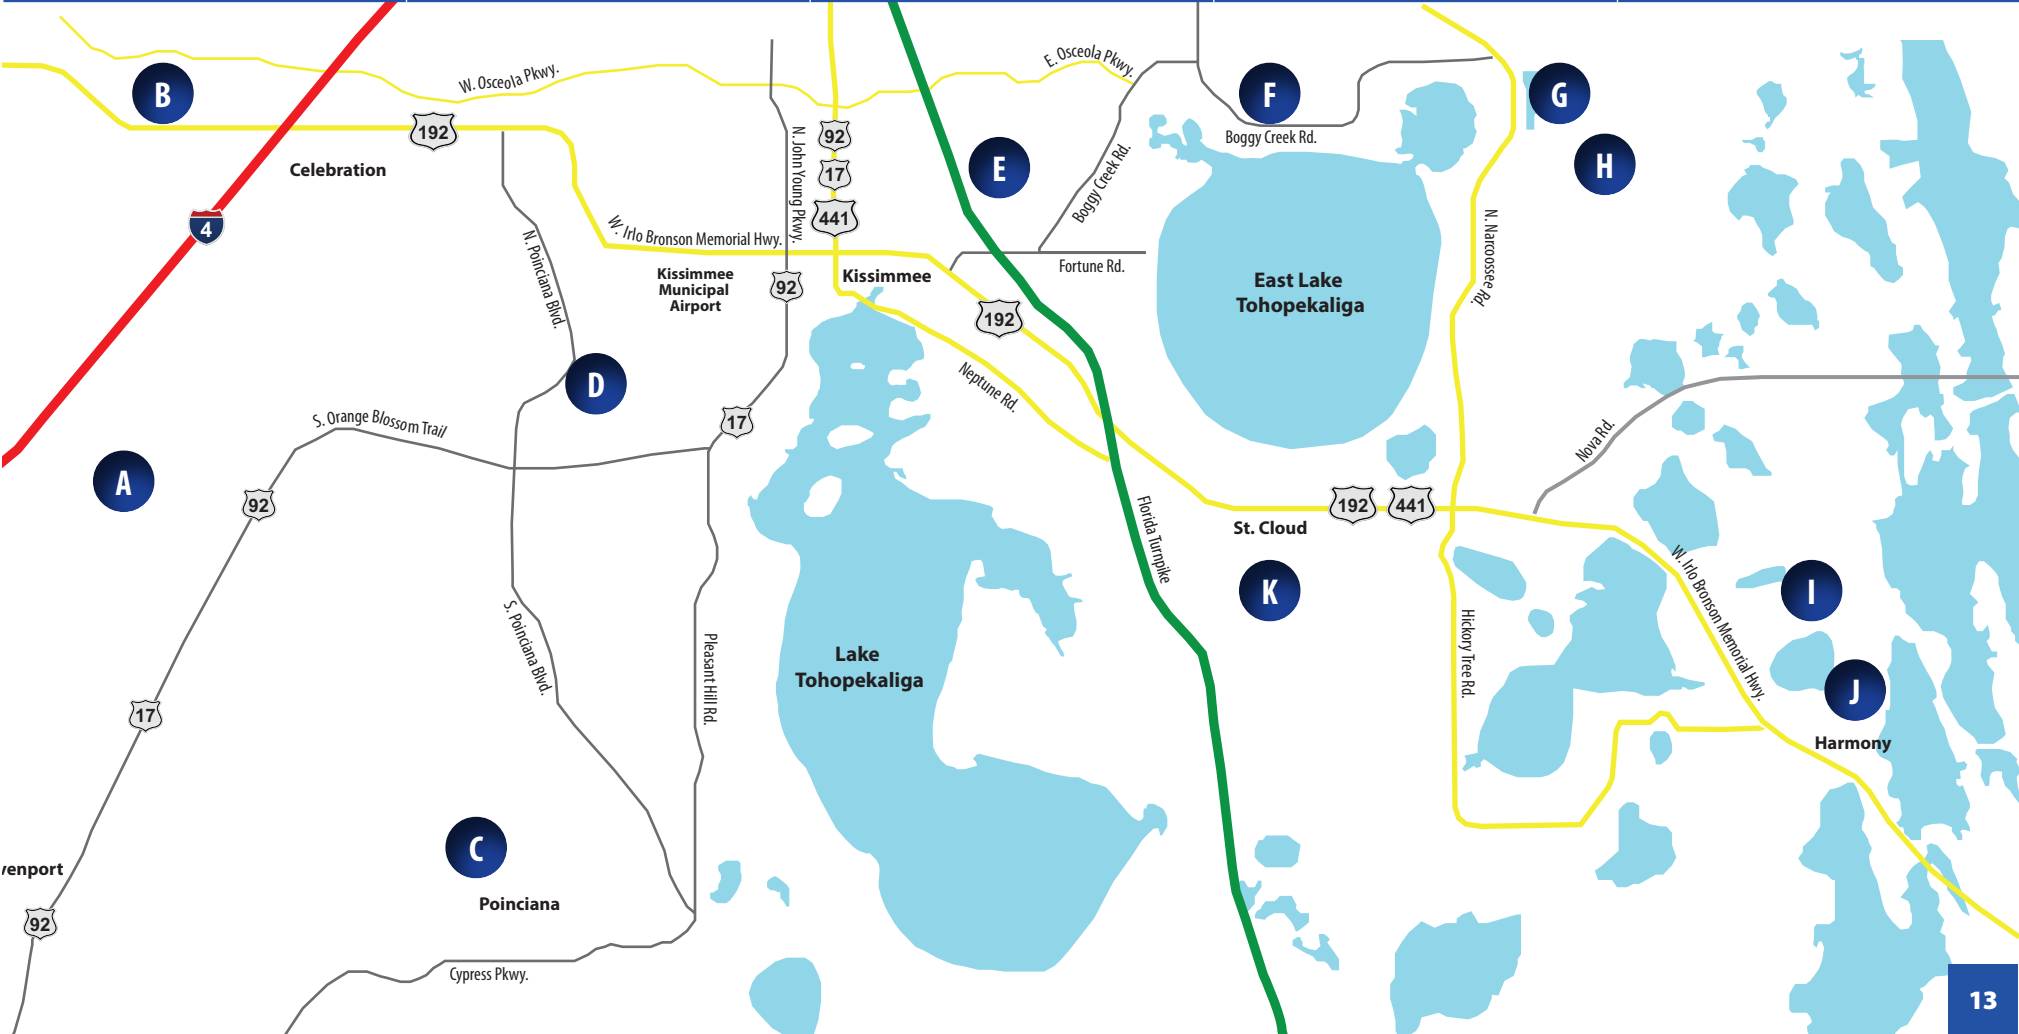 E. Osceola Pkwy.
W. Osceola Pkwy.
B
F
G
192
92
Boggy Creek Rd.
N. John Young Pkwy.
Celebration
17
E
H
Boggy Creek Rd.
441
4
N. Narcoossee Rd.
W. Irlo Bronson Memorial Hwy.
N. Poinciana Blvd.
Fortune Rd.
Kissimmee
Municipal
Airport
92
Kissimmee
East Lake
Tohopekaliga
192
D
Neptune Rd.
S. Orange Blossom Trail
17
Nova Rd.
A
92
192
441
St. Cloud
Florida Turnpike
K
I
W. Irlo Bronson Memorial Hwy.
S. Poinciana Blvd.
Pleasant Hill Rd.
Hickory Tree Rd.
Lake
Tohopekaliga
J
17
Harmony
C
venport
Poinciana
92
Cypress Pkwy.
13